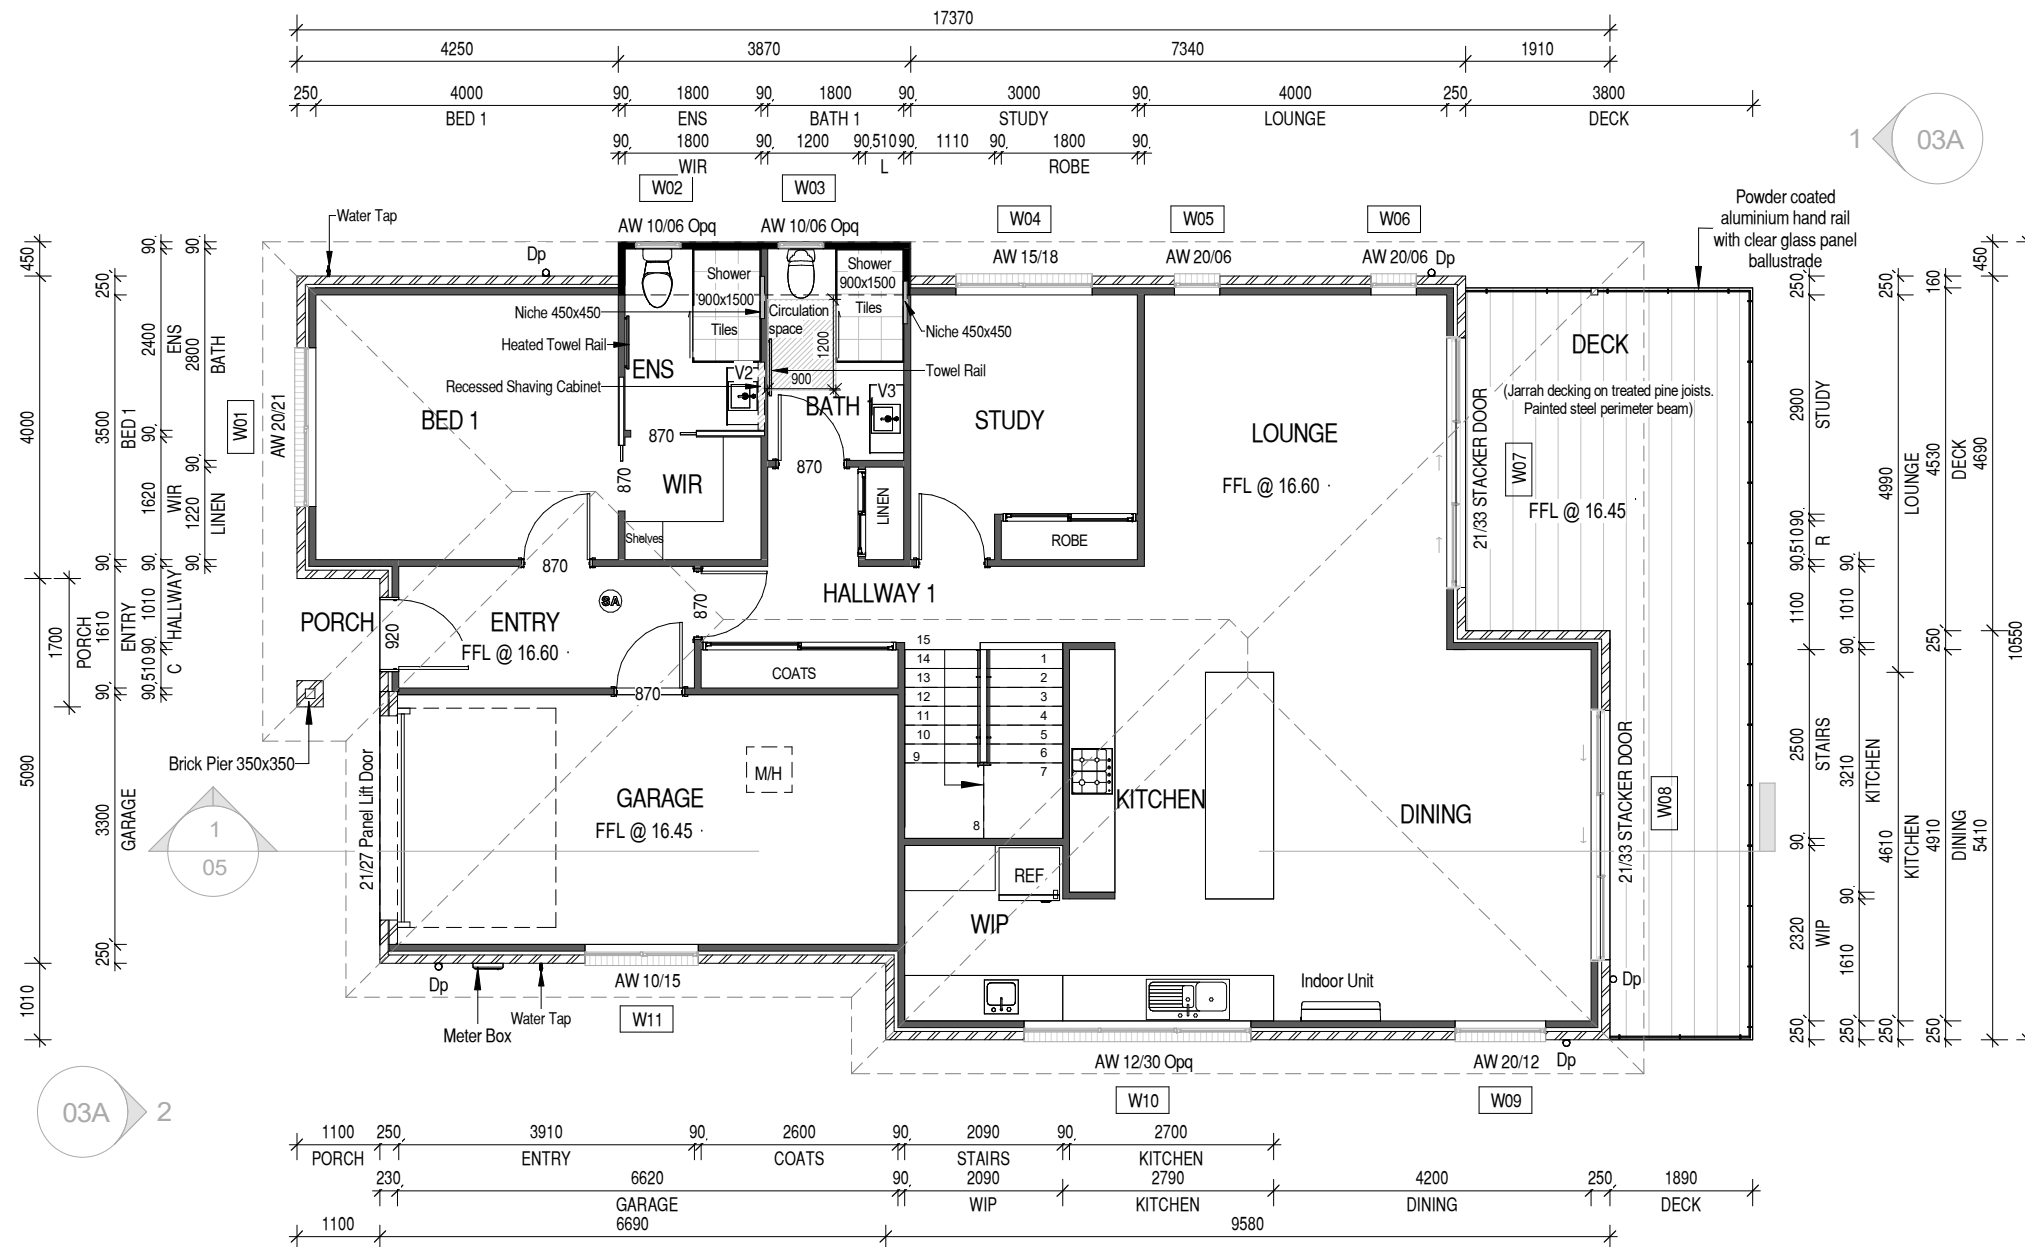 17370
4250 3870 7340 1910
250 4000 90 1800 90 1800 90 3000 90 4000 250 3800
BED 1 ENS BATH 1 STUDY LOUNGE DECK
90 1800 90 1200 90 510 90 1110 90 1800 90
WIR L ROBE
1 03A
W02 W03
W04 W05 W06
Powder coated
aluminium hand rail
with clear glass panel
ballustrade
Water Tap
AW 10/06 Opq AW 10/06 Opq
Dp
AW 15/18 AW 20/06 AW 20/06 Dp
Shower
900x1500
Tiles
Shower
900x1500
Tiles
Niche 450x450
Circulation
space
1200
900
Niche 450x450
Heated Towel Rail
ENS
Recessed Shaving Cabinet
V2
Towel Rail
V3
BATH 1
DECK
(Jarrah decking on treated pine joists.
Painted steel perimeter beam)
FFL @ 16.45
W01
AW 20/21
BED 1
STUDY
LOUNGE
FFL @ 16.60
21/33 STACKER DOOR
W07
870
870
870
WIR
LINEN
Shelves
ROBE
870
HALLWAY 1
SA
870
PORCH
920
ENTRY
FFL @ 16.60
COATS
870
15
14
13
12
11
10
9
8
1
2
3
4
5
6
7
Brick Pier 350x350
21/27 Panel Lift Door
M/H
GARAGE
FFL @ 16.45
KITCHEN
DINING
21/33 STACKER DOOR
W08
1
05
REF
WIP
Indoor Unit
Dp
Dp
AW 10/15
Meter Box
Water Tap
W11
AW 12/30 Opq
AW 20/12
Dp
W10
W09
03A 2
450
4000
1700
5090
1010
PORCH
250
3500
BED 1
90
1610
ENTRY
90
3300
GARAGE
250
90
2400
ENS
90
1620
WIR
90
1010
HALLWAY
90
510
C
90
90
2800
BATH
90
1220
LINEN
90
250
2900
STUDY
90
510
R
90
1100
2500
STAIRS
90
2320
WIP
250
90
1010
90
3210
KITCHEN
90
1610
250
250
4990
LOUNGE
4610
KITCHEN
250
160
4530
DECK
250
4910
DINING
250
450
4690
5410
10550
1100 250 3910 90 2600 90 2090 90 2700
PORCH ENTRY COATS STAIRS KITCHEN
230 6620 90 2090 2790 4200 250 1890
GARAGE WIP KITCHEN DINING DECK
1100 6690 9580